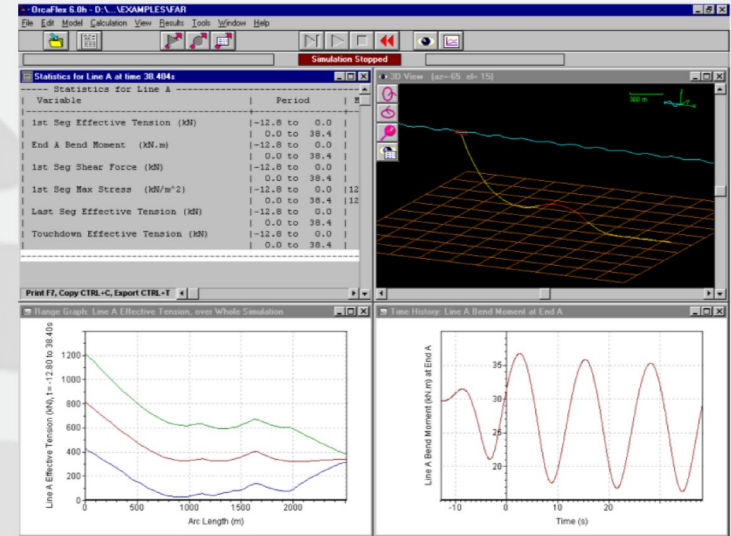 OrcaFlex 6.0h - D:\...\EXAMPLES\FAR
File Edit Model Calculation View Results Tools Window Help
Simulation Stopped
Statistics for Line A at time 38.404s
----- Statistics for Line A -----
| Variable | Period | M
| 1st Seg Effective Tension (kN) |-12.8 to 0.0 |
| | 0.0 to 38.4 |
| End A Bend Moment (kN.m) |-12.8 to 0.0 |
| | 0.0 to 38.4 |
| 1st Seg Shear Force (kN) |-12.8 to 0.0 |
| | 0.0 to 38.4 |
| 1st Seg Max Stress (kN/m^2) |-12.8 to 0.0 |12
| | 0.0 to 38.4 |12
| Last Seg Effective Tension (kN) |-12.8 to 0.0 |
| | 0.0 to 38.4 |
| Touchdown Effective Tension (kN) |-12.8 to 0.0 |
| | 0.0 to 38.4 |
Print F7, Copy CTRL+C, Export CTRL+T
3D View (az=-65 el= 15)
300 m
Range Graph: Line A Effective Tension, over Whole Simulation
Line A Effective Tension (kN), t = -12.80 to 38.40s
1200
1000
800
600
400
200
0
0 500 1000 1500 2000
Arc Length (m)
Time History: Line A Bend Moment at End A
Line A Bend Moment (kN.m) at End A
35
30
25
20
-10 0 10 20
Time (s)